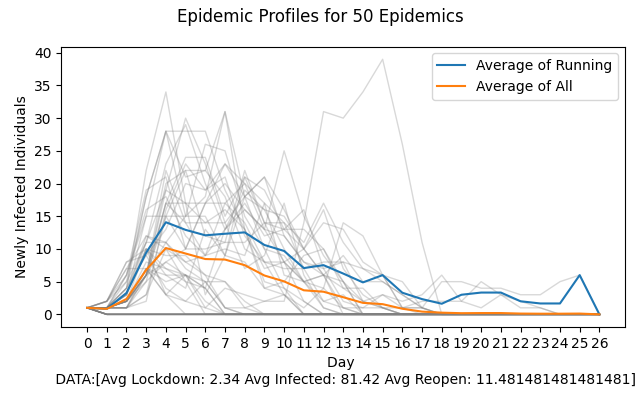 Epidemic Profiles for 50 Epidemics
40
35
30
25
20
15
10
5
0
Newly Infected Individuals
Average of Running
Average of All
0 1 2 3 4 5 6 7 8 9 10 11 12 13 14 15 16 17 18 19 20 21 22 23 24 25 26
Day
DATA:[Avg Lockdown: 2.34 Avg Infected: 81.42 Avg Reopen: 11.481481481481481]